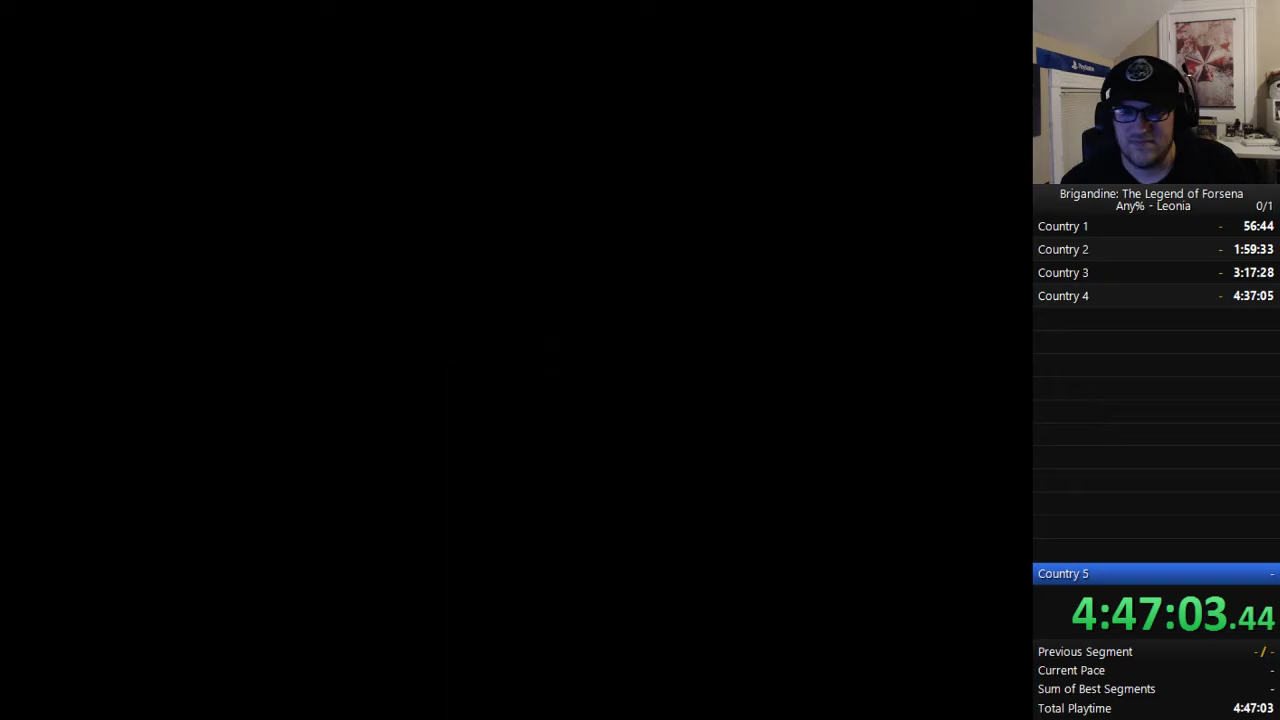 PlayStation
Brigandine: The Legend of Forsena
Any% - Leonia 0/1
Country 1 - 56:44
Country 2 - 1:59:33
Country 3 - 3:17:28
Country 4 - 4:37:05
Country 5 -
4:47:03.44
Previous Segment - / -
Current Pace -
Sum of Best Segments -
Total Playtime 4:47:03